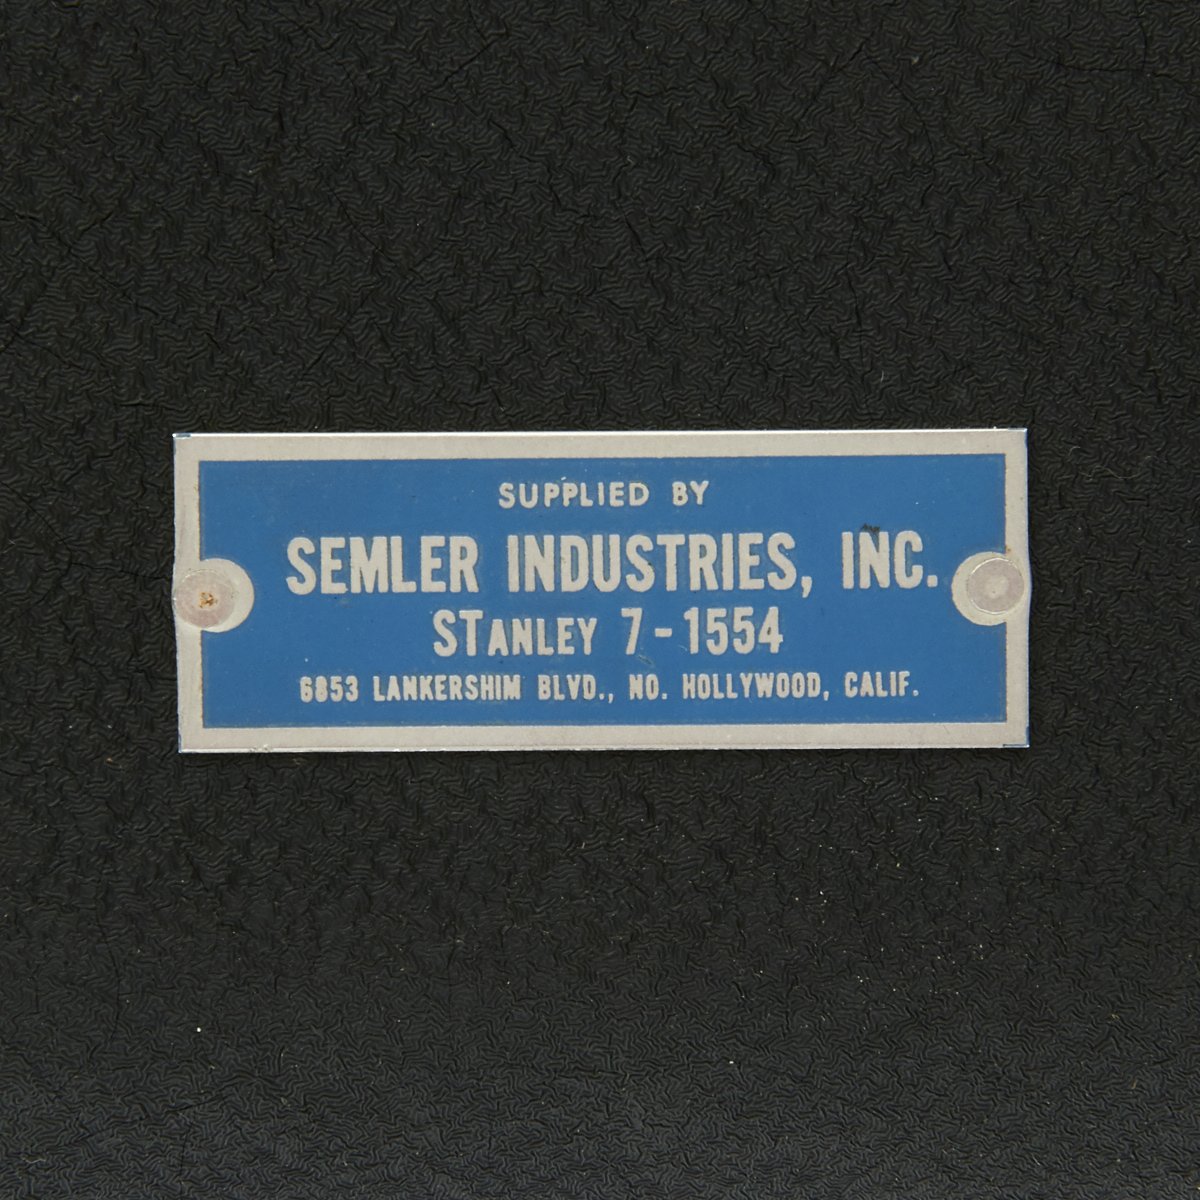 SUPPLIED BY
SEMLER INDUSTRIES, INC.
STANLEY 7-1554
6853 LANKERSHIM BLVD., NO. HOLLYWOOD, CALIF.